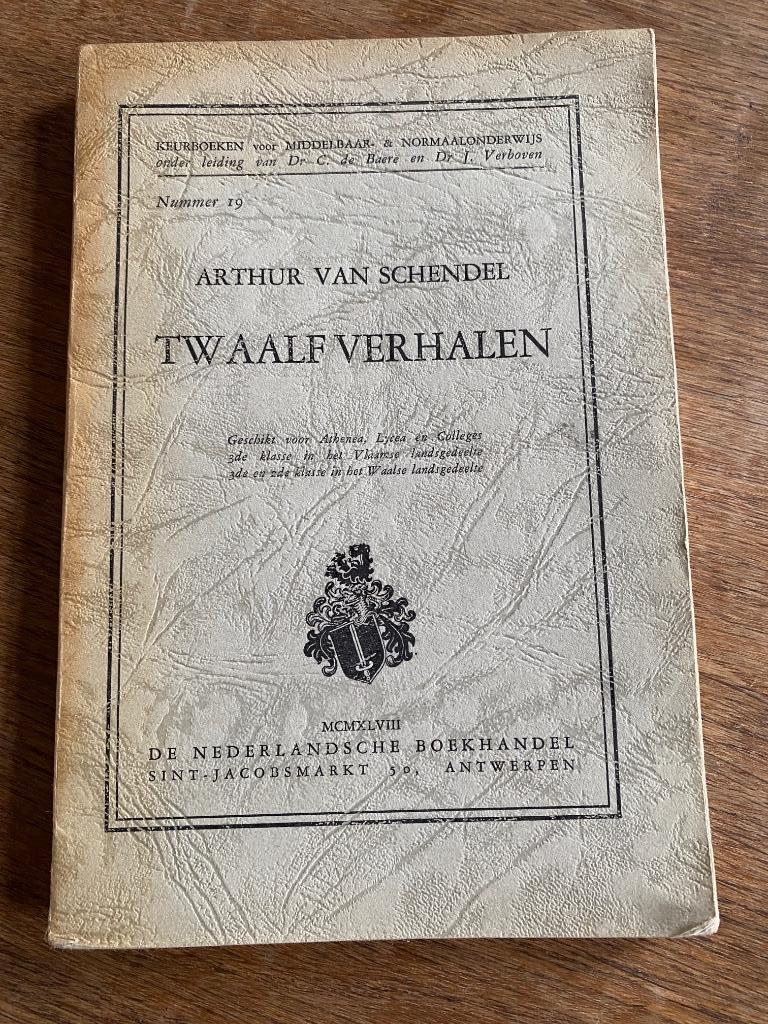 KEURBOEKEN voor MIDDELBAAR- & NORMAALONDERWIJS
onder leiding van Dr C. de Baere en Dr J. Verboven
Nummer 19
ARTHUR VAN SCHENDEL
TWAALF VERHALEN
Geschikt voor Athenea, Lycea en Colleges
3de klasse in het Vlaamse landsgedeelte
3de en 2de klasse in het Waalse landsgedeelte
MCMXLVIII
DE NEDERLANDSCHE BOEKHANDEL
SINT-JACOBSMARKT 50, ANTWERPEN